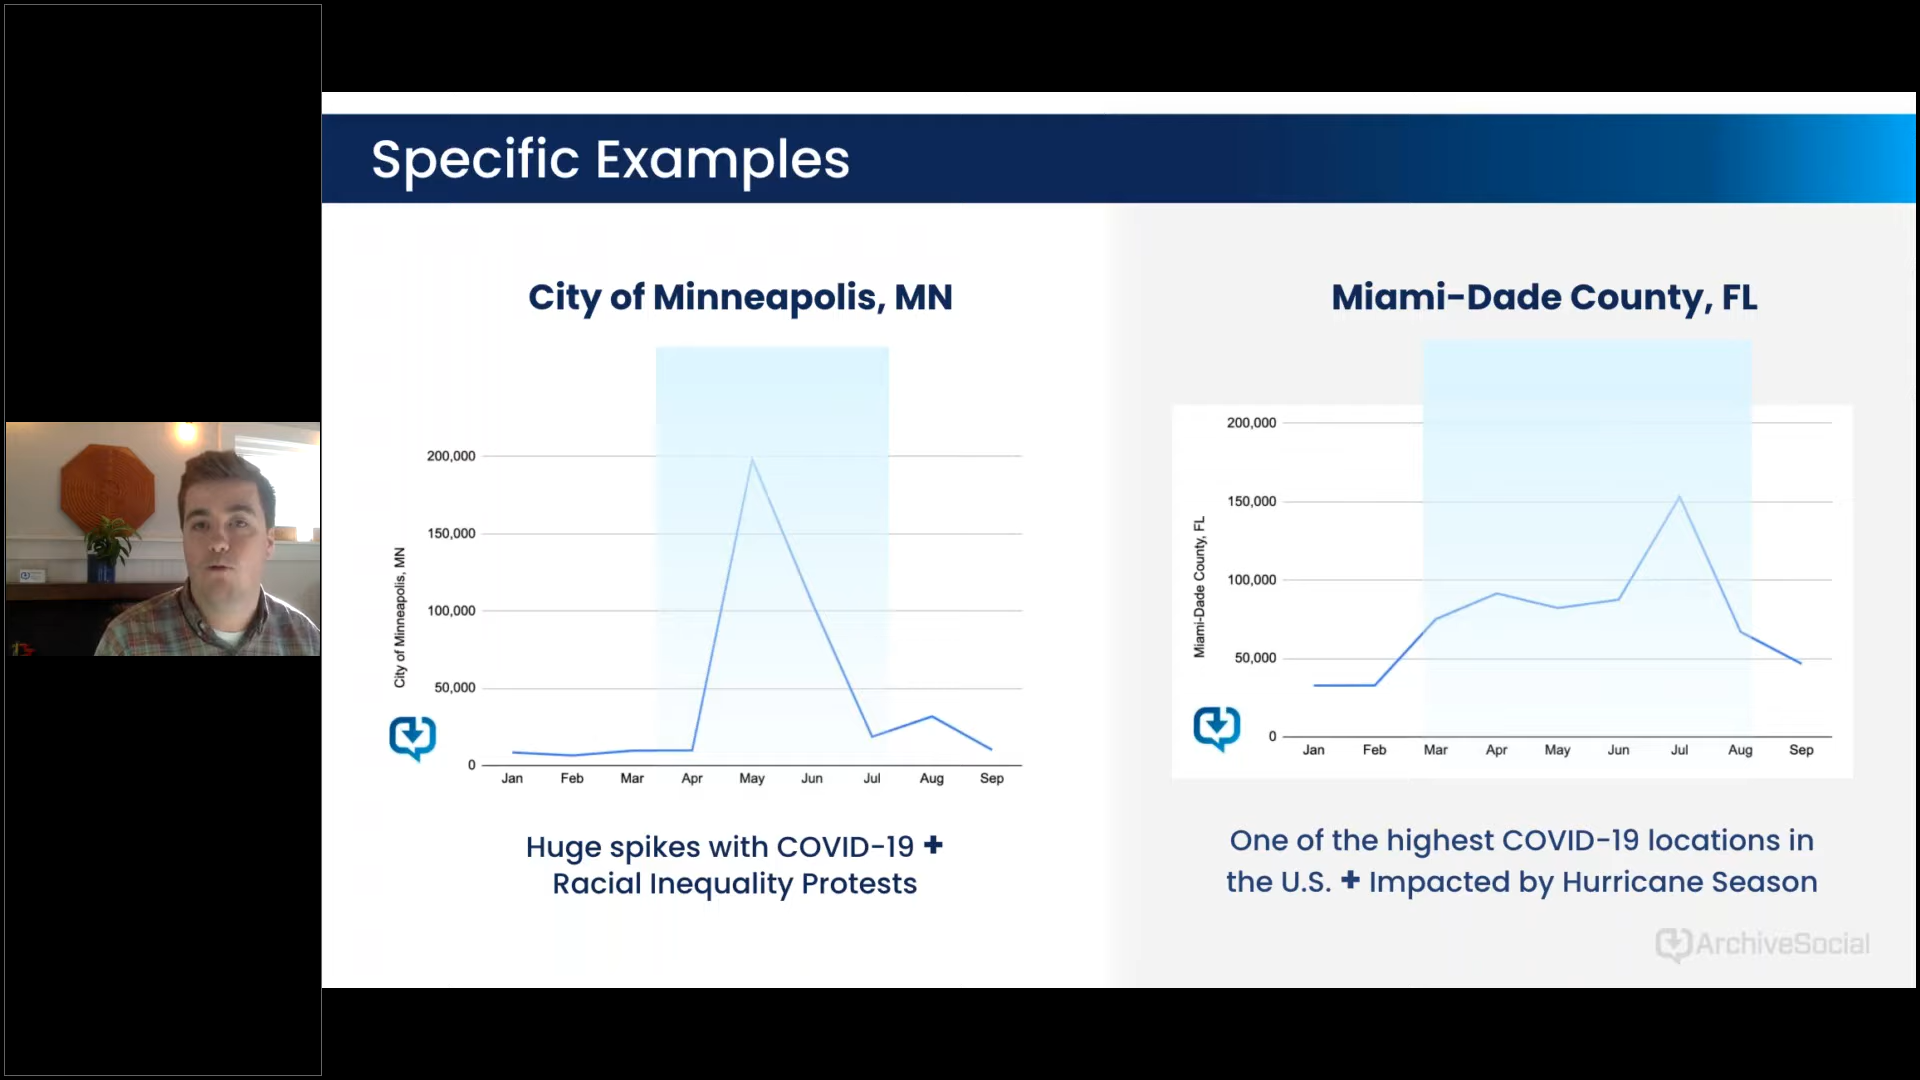 Specific Examples
City of Minneapolis, MN
200,000
150,000
100,000
50,000
0
City of Minneapolis, MN
Jan Feb Mar Apr May Jun Jul Aug Sep
Huge spikes with COVID-19 +
Racial Inequality Protests
Miami-Dade County, FL
200,000
150,000
100,000
50,000
0
Miami-Dade County, FL
Jan Feb Mar Apr May Jun Jul Aug Sep
One of the highest COVID-19 locations in
the U.S. + Impacted by Hurricane Season
ArchiveSocial